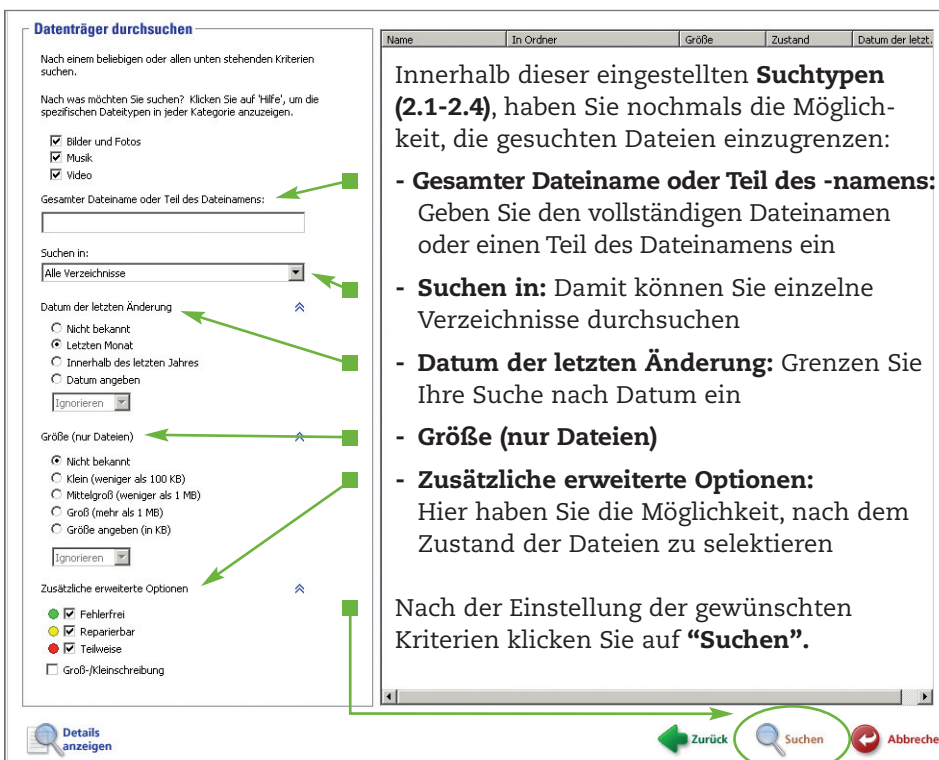 Datenträger durchsuchen
Nach einem beliebigen oder allen unten stehenden Kriterien
suchen.
Nach was möchten Sie suchen? Klicken Sie auf 'Hilfe', um die
spezifischen Dateitypen in jeder Kategorie anzuzeigen.
Bilder und Fotos
Musik
Video
Gesamter Dateiname oder Teil des Dateinamens:
Suchen in:
Alle Verzeichnisse
Datum der letzten Änderung
Nicht bekannt
Letzten Monat
Innerhalb des letzten Jahres
Datum angeben
Ignorieren
Größe (nur Dateien)
Nicht bekannt
Klein (weniger als 100 KB)
Mittelgroß (weniger als 1 MB)
Groß (mehr als 1 MB)
Größe angeben (in KB)
Ignorieren
Zusätzliche erweiterte Optionen
Fehlerfrei
Reparierbar
Teilweise
Groß-/Kleinschreibung
Name In Ordner Größe Zustand Datum der letzt.
Innerhalb dieser eingestellten Suchtypen
(2.1-2.4), haben Sie nochmals die Möglich-
keit, die gesuchten Dateien einzugrenzen:
- Gesamter Dateiname oder Teil des -namens:
Geben Sie den vollständigen Dateinamen
oder einen Teil des Dateinamens ein
- Suchen in: Damit können Sie einzelne
Verzeichnisse durchsuchen
- Datum der letzten Änderung: Grenzen Sie
Ihre Suche nach Datum ein
- Größe (nur Dateien)
- Zusätzliche erweiterte Optionen:
Hier haben Sie die Möglichkeit, nach dem
Zustand der Dateien zu selektieren
Nach der Einstellung der gewünschten
Kriterien klicken Sie auf “Suchen”.
Details
anzeigen
Zurück Suchen Abbreche